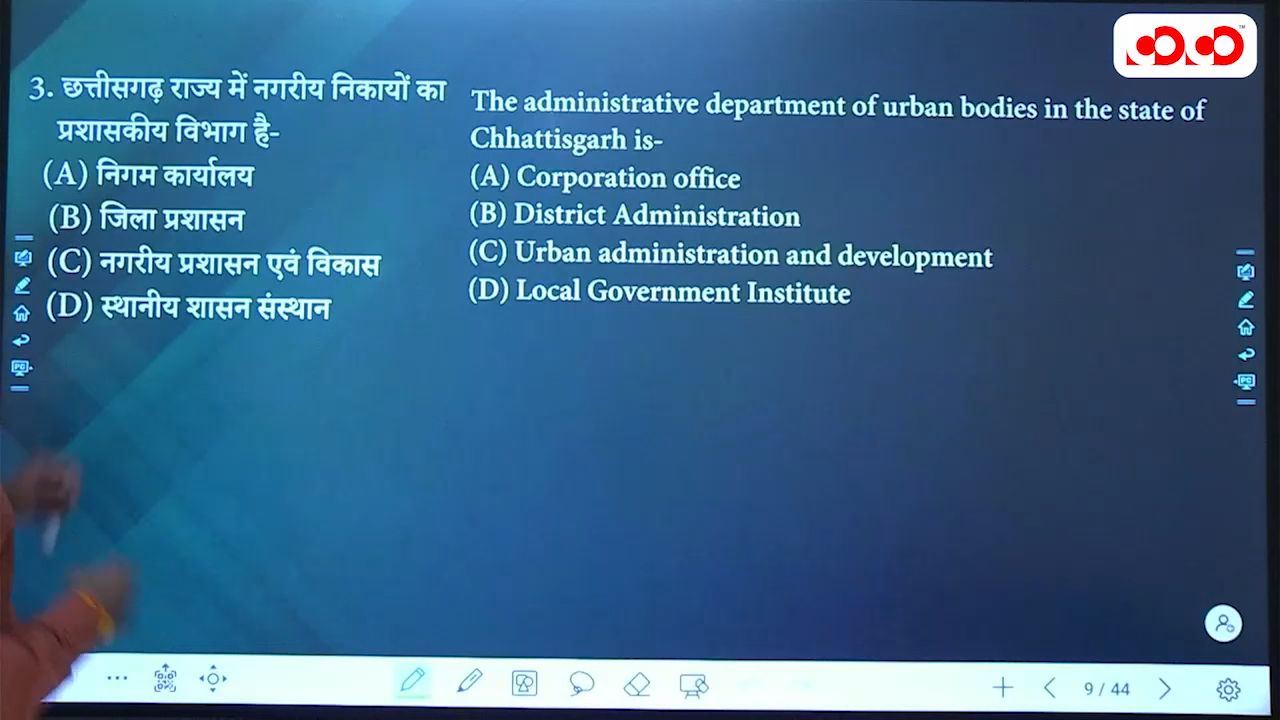 3. छत्तीसगढ़ राज्य में नगरीय निकायों का
प्रशासकीय विभाग है-
(A) निगम कार्यालय
(B) जिला प्रशासन
(C) नगरीय प्रशासन एवं विकास
(D) स्थानीय शासन संस्थान
The administrative department of urban bodies in the state of
Chhattisgarh is-
(A) Corporation office
(B) District Administration
(C) Urban administration and development
(D) Local Government Institute
PC
PC
9 / 44